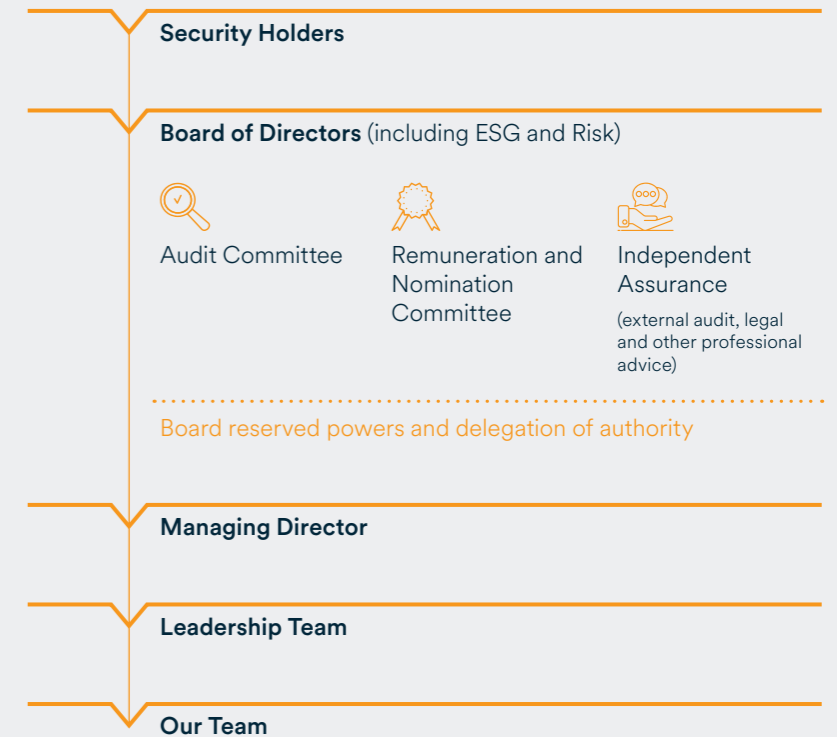 Security Holders
Board of Directors (including ESG and Risk)
Audit Committee
Remuneration and
Nomination
Committee
Independent
Assurance
(external audit, legal
and other professional
advice)
Board reserved powers and delegation of authority
Managing Director
Leadership Team
Our Team